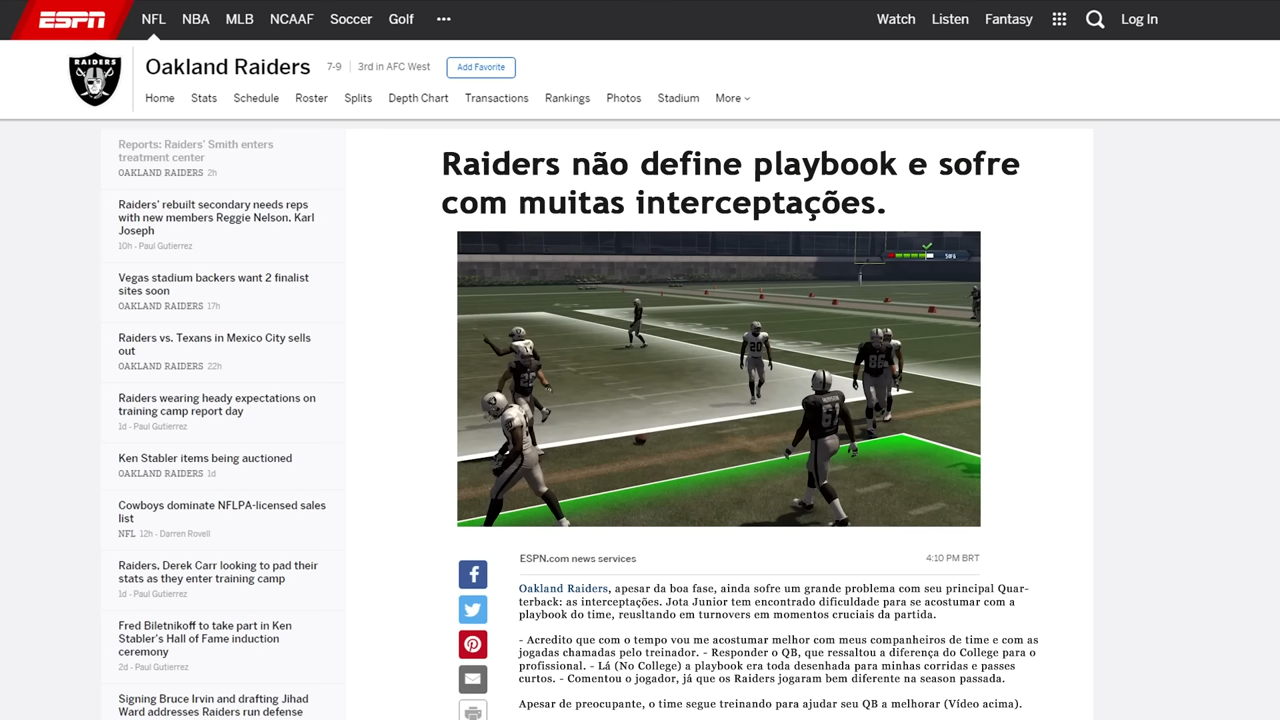 ESPN
NFL NBA MLB NCAAF Soccer Golf •••
Watch Listen Fantasy Log In
RAIDERS
Oakland Raiders 7-9 3rd in AFC West Add Favorite
Home Stats Schedule Roster Splits Depth Chart Transactions Rankings Photos Stadium More
Reports: Raiders' Smith enters
treatment center
OAKLAND RAIDERS 2h
Raiders' rebuilt secondary needs reps
with new members Reggie Nelson, Karl
Joseph
10h - Paul Gutierrez
Vegas stadium backers want 2 finalist
sites soon
OAKLAND RAIDERS 17h
Raiders vs. Texans in Mexico City sells
out
OAKLAND RAIDERS 22h
Raiders wearing heady expectations on
training camp report day
1d - Paul Gutierrez
Ken Stabler items being auctioned
OAKLAND RAIDERS 1d
Cowboys dominate NFLPA-licensed sales
list
NFL 12h - Darren Rovell
Raiders, Derek Carr looking to pad their
stats as they enter training camp
1d - Paul Gutierrez
Fred Biletnikoff to take part in Ken
Stabler's Hall of Fame induction
ceremony
2d - Paul Gutierrez
Signing Bruce Irvin and drafting Jihad
Ward addresses Raiders run defense
Raiders não define playbook e sofre
com muitas interceptações.
5 OF 6
20
86
ESPN.com news services 4:10 PM BRT
Oakland Raiders, apesar da boa fase, ainda sofre um grande problema com seu principal Quar-
terback: as interceptações. Jota Junior tem encontrado dificuldade para se acostumar com a
playbook do time, reusltando em turnovers em momentos cruciais da partida.
- Acredito que com o tempo vou me acostumar melhor com meus companheiros de time e com as
jogadas chamadas pelo treinador. - Responder o QB, que ressaltou a diferença do College para o
profissional. - Lá (No College) a playbook era toda desenhada para minhas corridas e passes
curtos. - Comentou o jogador, já que os Raiders jogaram bem diferente na season passada.
Apesar de preocupante, o time segue treinando para ajudar seu QB a melhorar (Vídeo acima).